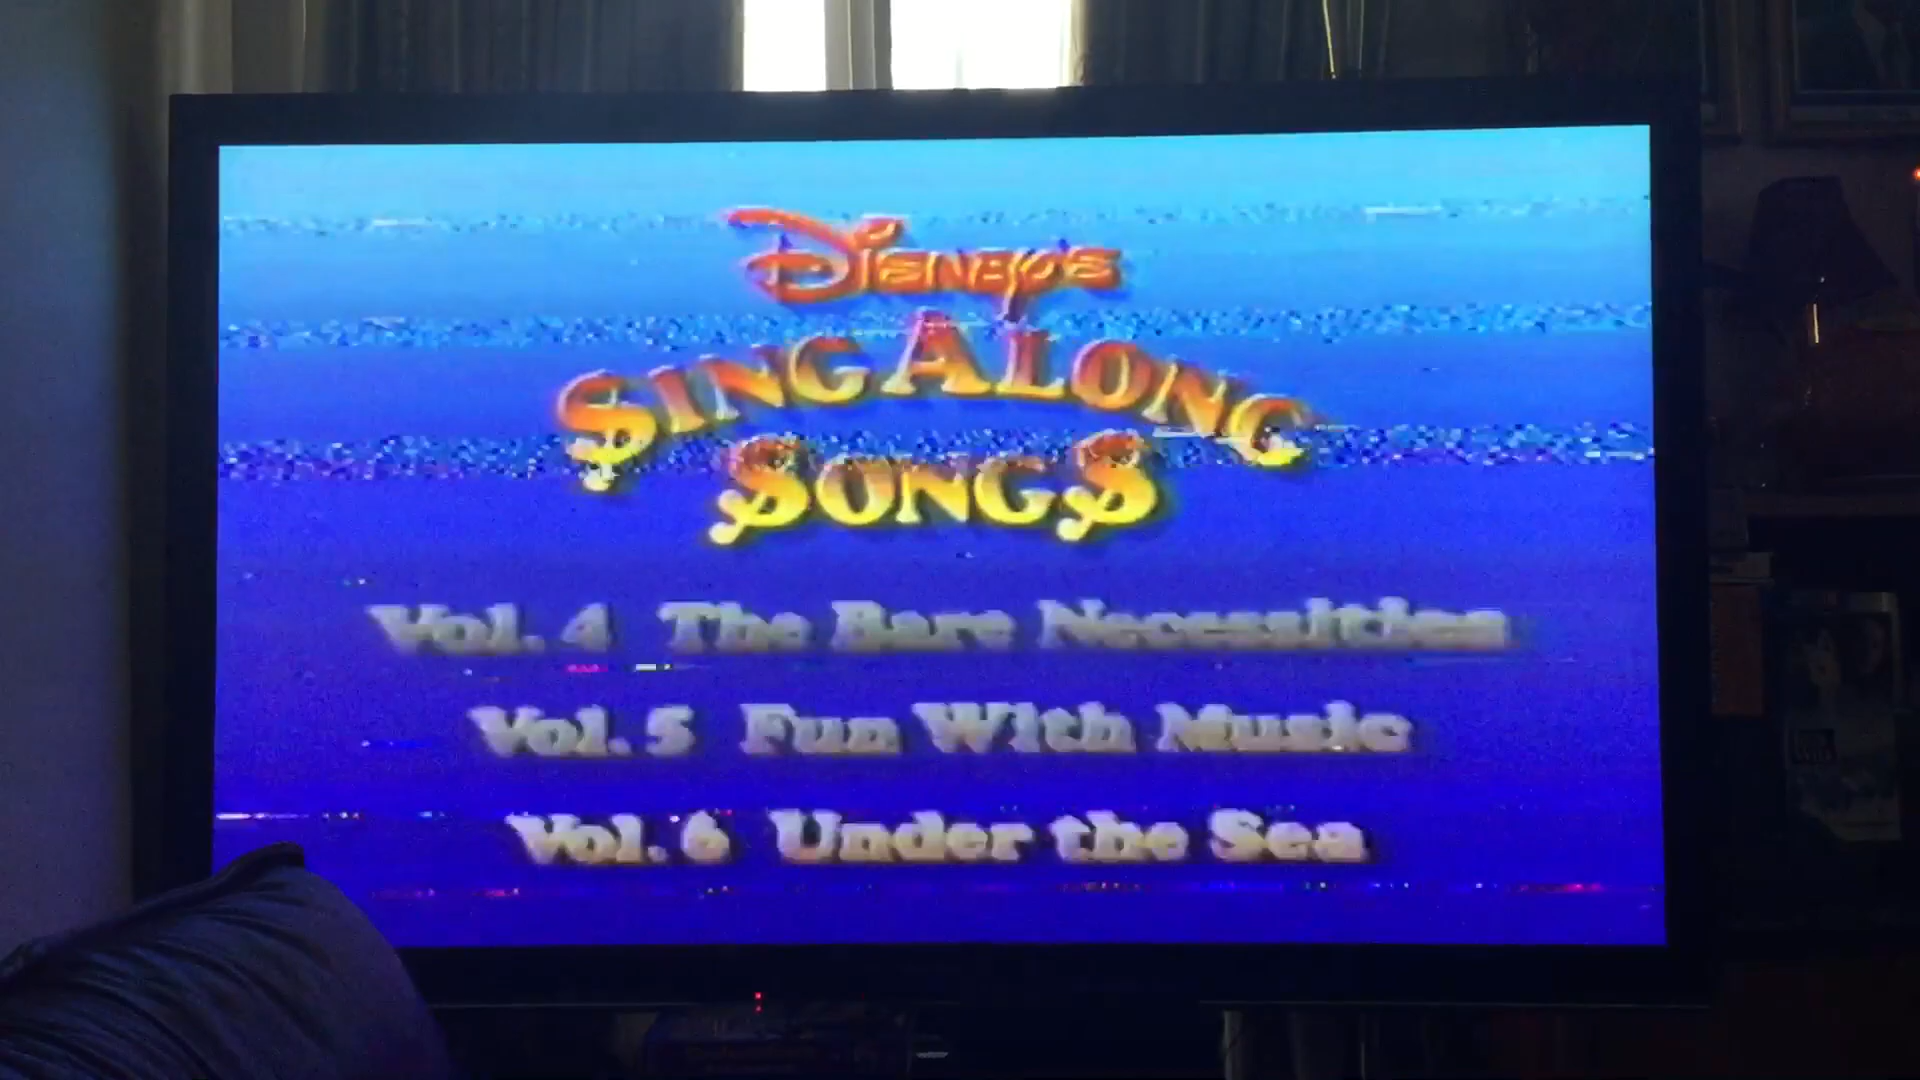 Disney's
Sing Along
Songs
Vol. 4 The Bare Necessities
Vol. 5 Fun With Music
Vol. 6 Under the Sea